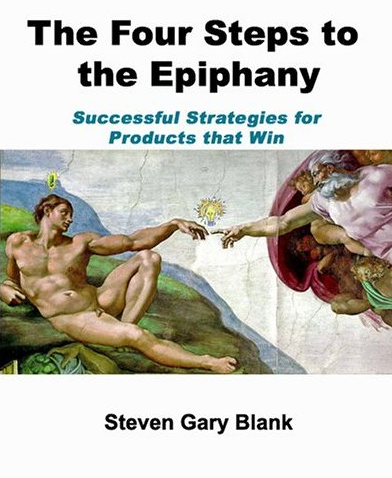 The Four Steps to
the Epiphany
Successful Strategies for
Products that Win
Steven Gary Blank